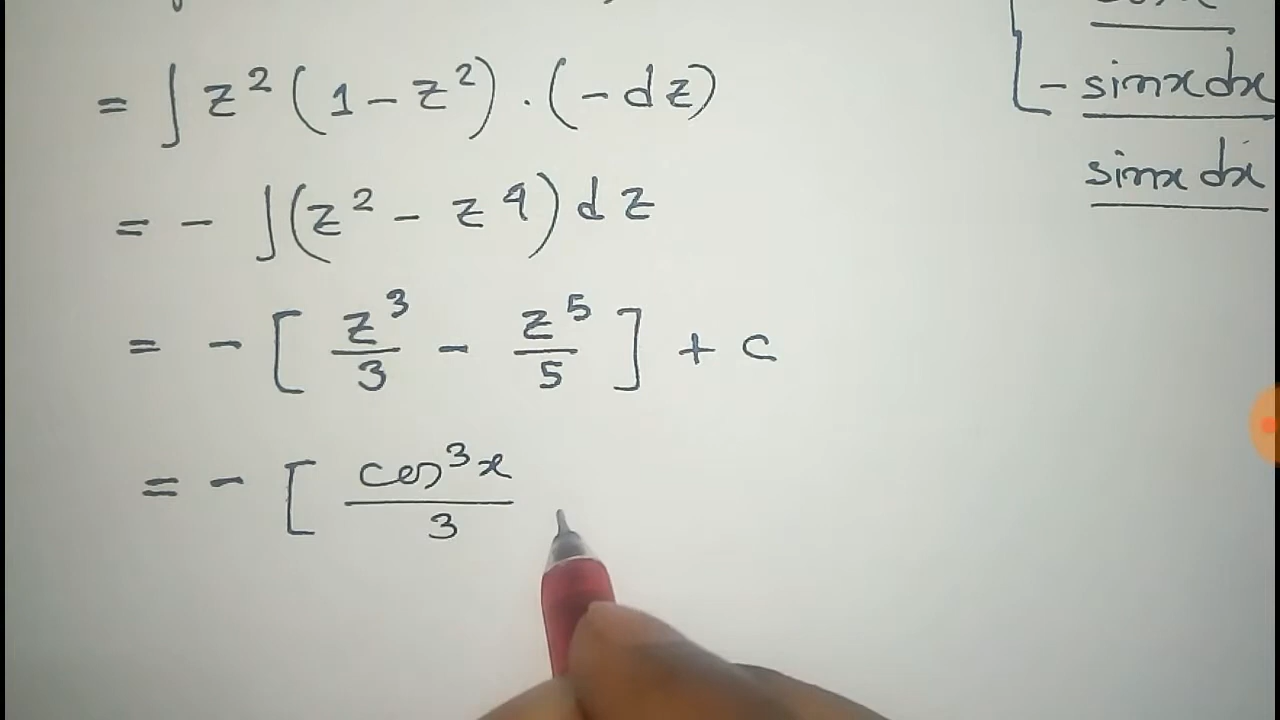 = ∫ z² (1 - z²) . (- dz)
- sinx dx
= - ∫(z² - z⁴) dz
sinx dx
= - [ z³/3 - z⁵/5 ] + c
= - [ cos³x/3